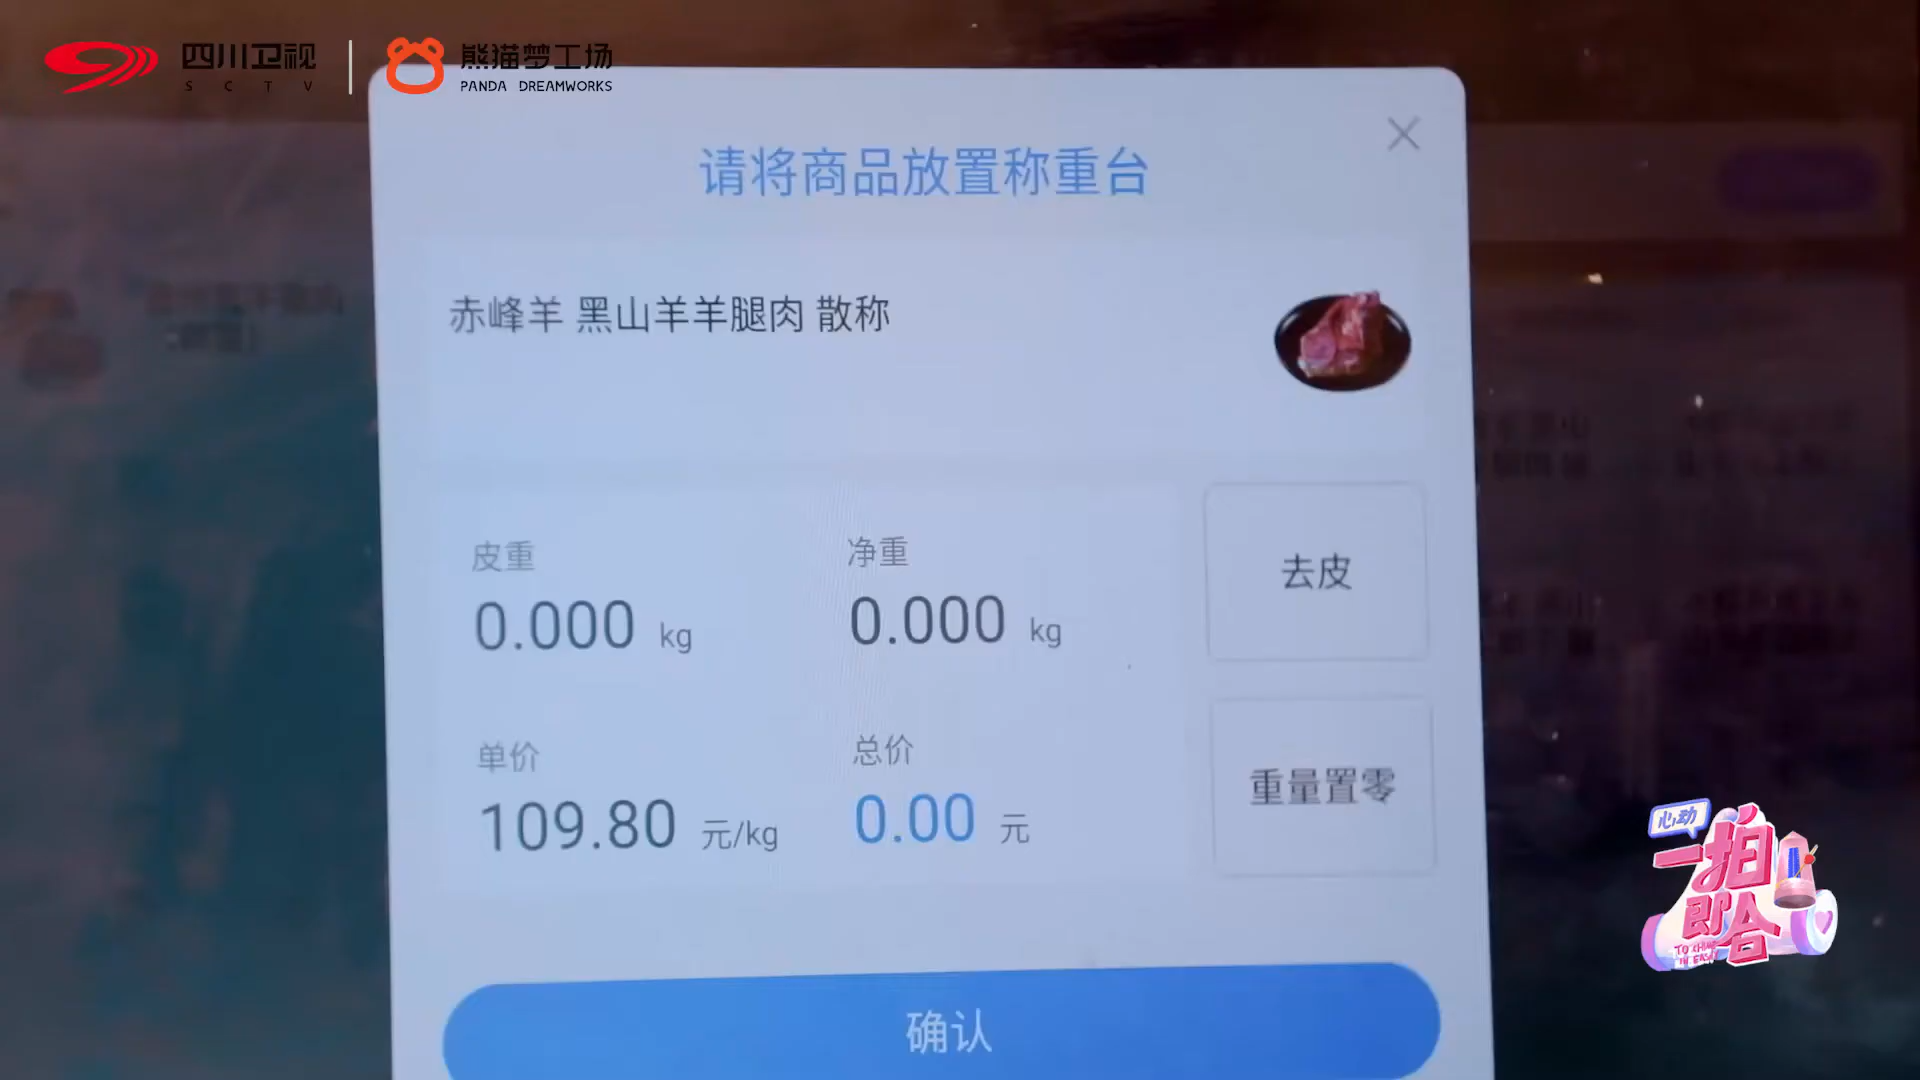 四川卫视
SCTV
熊猫梦工场
PANDA DREAMWORKS
请将商品放置称重台
赤峰羊 黑山羊羊腿肉 散称
皮重
0.000 kg
净重
0.000 kg
去皮
单价
109.80 元/kg
总价
0.00 元
重量置零
确认
心动
一拍
即合